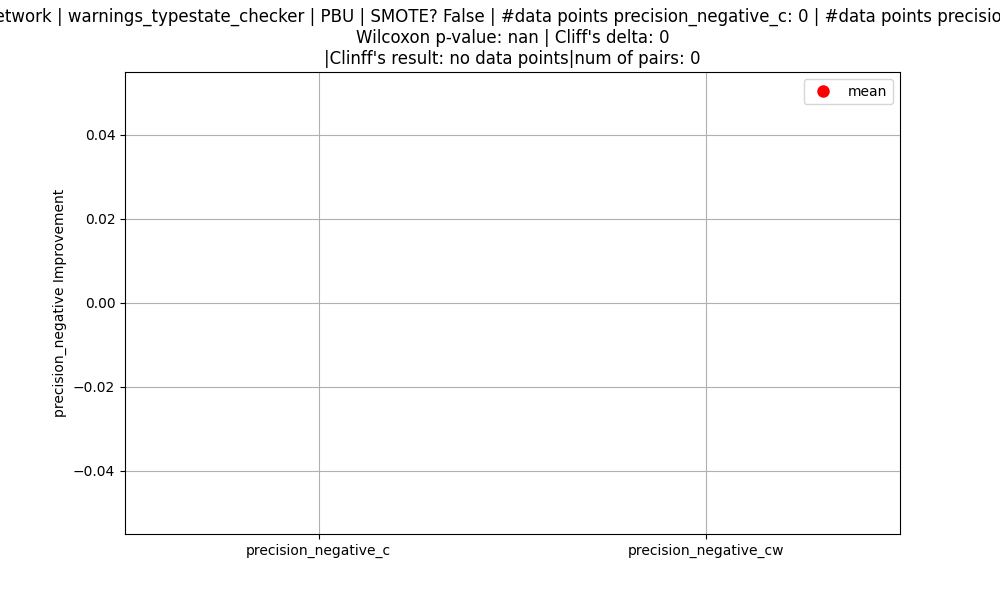 etwork | warnings_typestate_checker | PBU | SMOTE? False | #data points precision_negative_c: 0 | #data points precisio
Wilcoxon p-value: nan | Cliff's delta: 0
|Clinff's result: no data points|num of pairs: 0
mean
0.04
0.02
0.00
−0.02
−0.04
precision_negative Improvement
precision_negative_c
precision_negative_cw